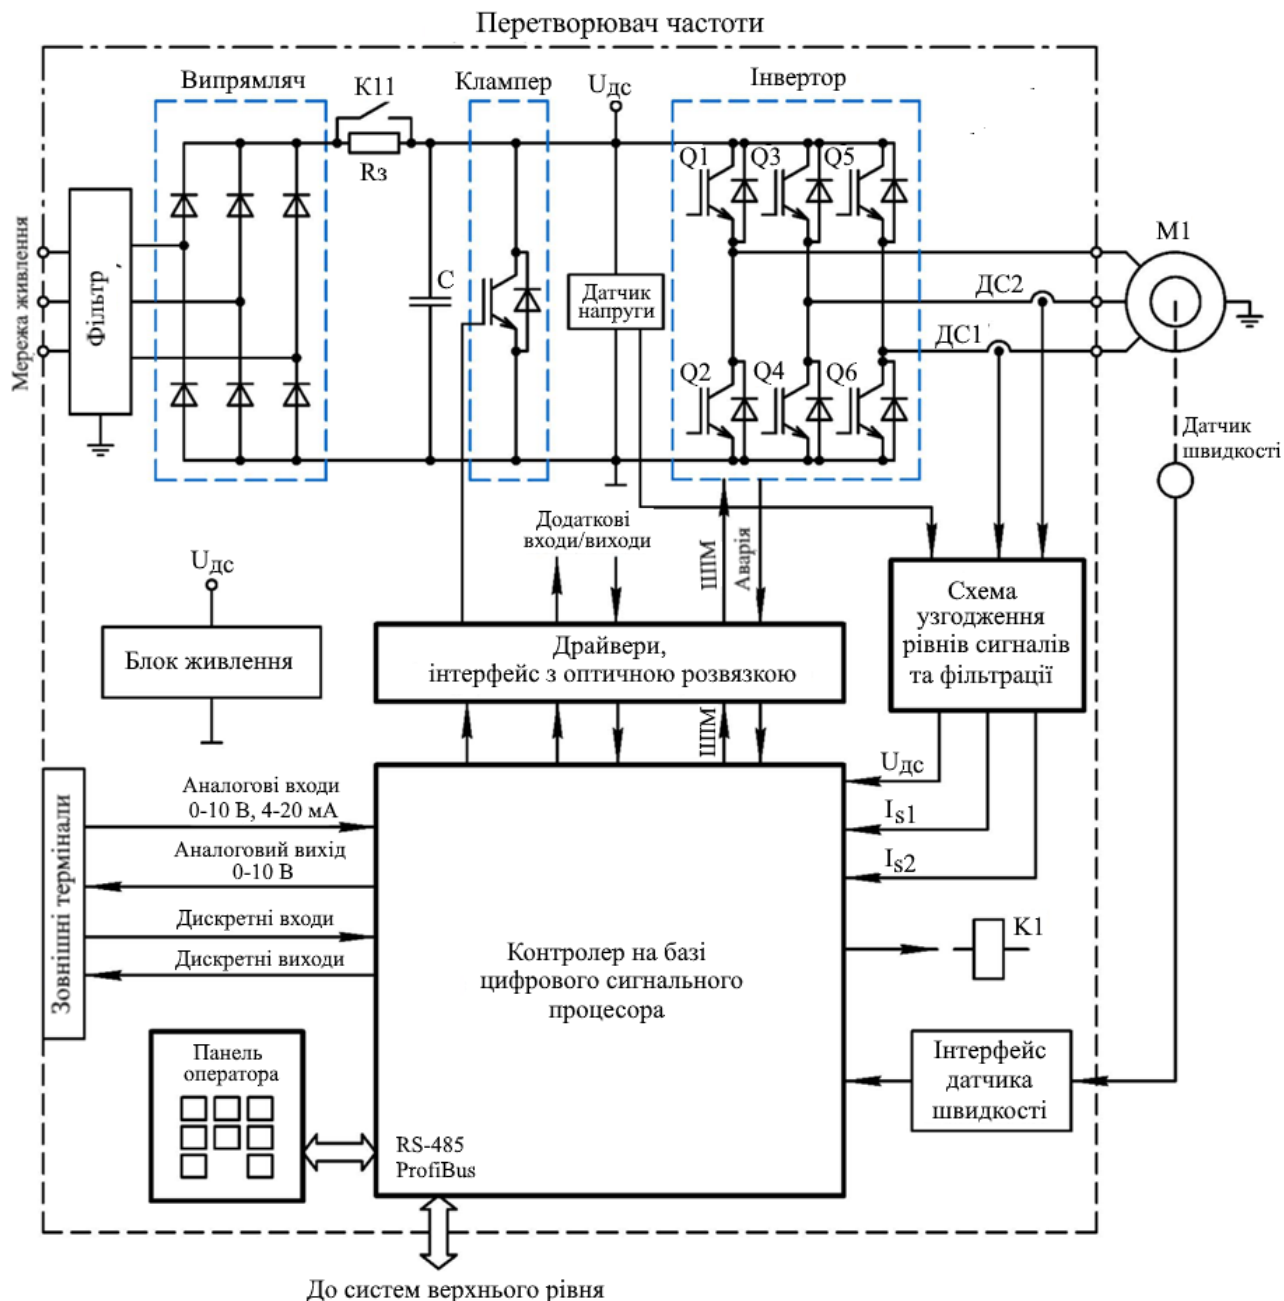 Перетворювач частоти
Випрямляч
К11
Клампер
Uдс
Інвертор
Rз
Q1
Q3
Q5
M1
Мережа живлення
Фільтр
C
Датчик
напруги
ДС2
ДС1
Q2
Q4
Q6
Датчик
швидкості
Додаткові
входи/виходи
ШІМ
Аварія
Uдс
Блок живлення
Драйвери,
інтерфейс з оптичною розвязкою
Схема
узгодження
рівнів сигналів
та фільтрації
ШІМ
Uдс
Is1
Is2
Зовнішні термінали
Аналогові входи
0-10 В, 4-20 мА
Аналоговий вихід
0-10 В
Дискретні входи
Дискретні виходи
Контролер на базі
цифрового сигнального
процесора
K1
Панель
оператора
RS-485
ProfiBus
Інтерфейс
датчика
швидкості
До систем верхнього рівня